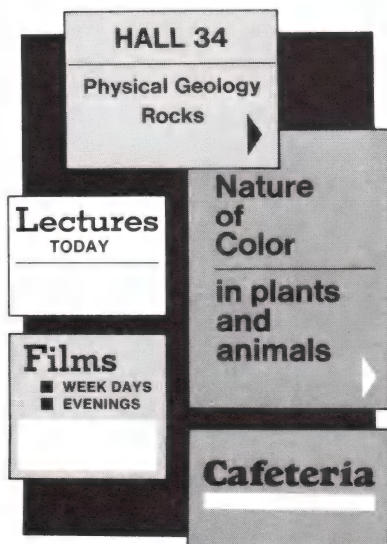 HALL 34
Physical Geology
Rocks
Lectures
TODAY
Nature
of
Color
in plants
and
animals
Films
WEEK DAYS
EVENINGS
Cafeteria